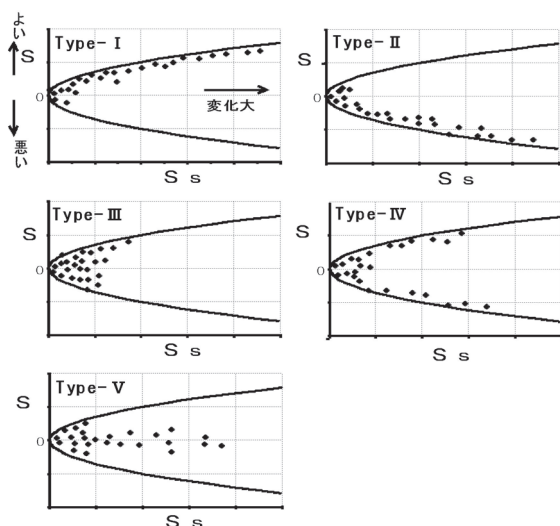 よい
S
0
悪い
Type-Ⅰ
変化大
S s
Type-Ⅱ
0
S s
Type-Ⅲ
S
0
S s
Type-Ⅳ
0
S s
Type-Ⅴ
S
0
S s